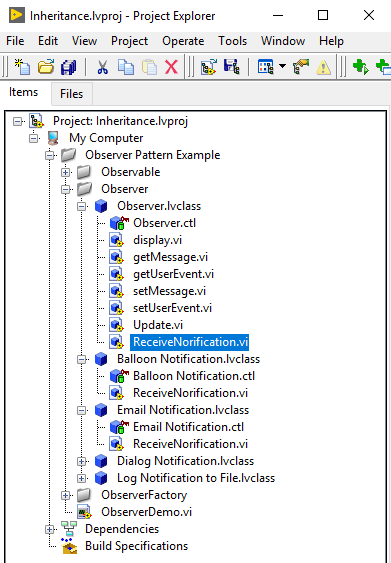 Inheritance.lvproj - Project Explorer
File Edit View Project Operate Tools Window Help
Items Files
Project: Inheritance.lvproj
My Computer
Observer Pattern Example
Observable
Observer
Observer.lvclass
Observer.ctl
display.vi
getMessage.vi
getUserEvent.vi
setMessage.vi
setUserEvent.vi
Update.vi
ReceiveNorification.vi
Balloon Notification.lvclass
Balloon Notification.ctl
ReceiveNorification.vi
Email Notification.lvclass
Email Notification.ctl
ReceiveNorification.vi
Dialog Notification.lvclass
Log Notification to File.lvclass
ObserverFactory
ObserverDemo.vi
Dependencies
Build Specifications